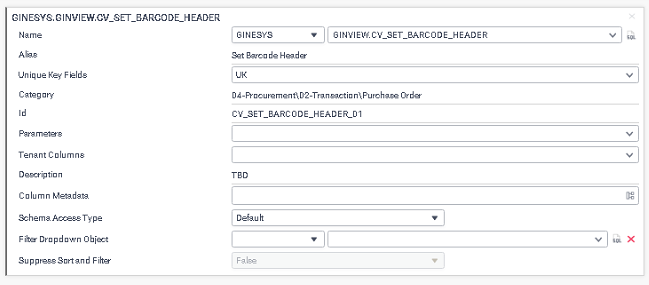 GINESYS.GINVIEW.CV_SET_BARCODE_HEADER
Name GINESYS GINVIEW.CV_SET_BARCODE_HEADER SQL
Alias Set Barcode Header
Unique Key Fields UK
Category 04-Procurement\02-Transaction\Purchase Order
Id CV_SET_BARCODE_HEADER_01
Parameters
Tenant Columns
Description TBD
Column Metadata
Schema Access Type Default
Filter Dropdown Object SQL
Suppress Sort and Filter False